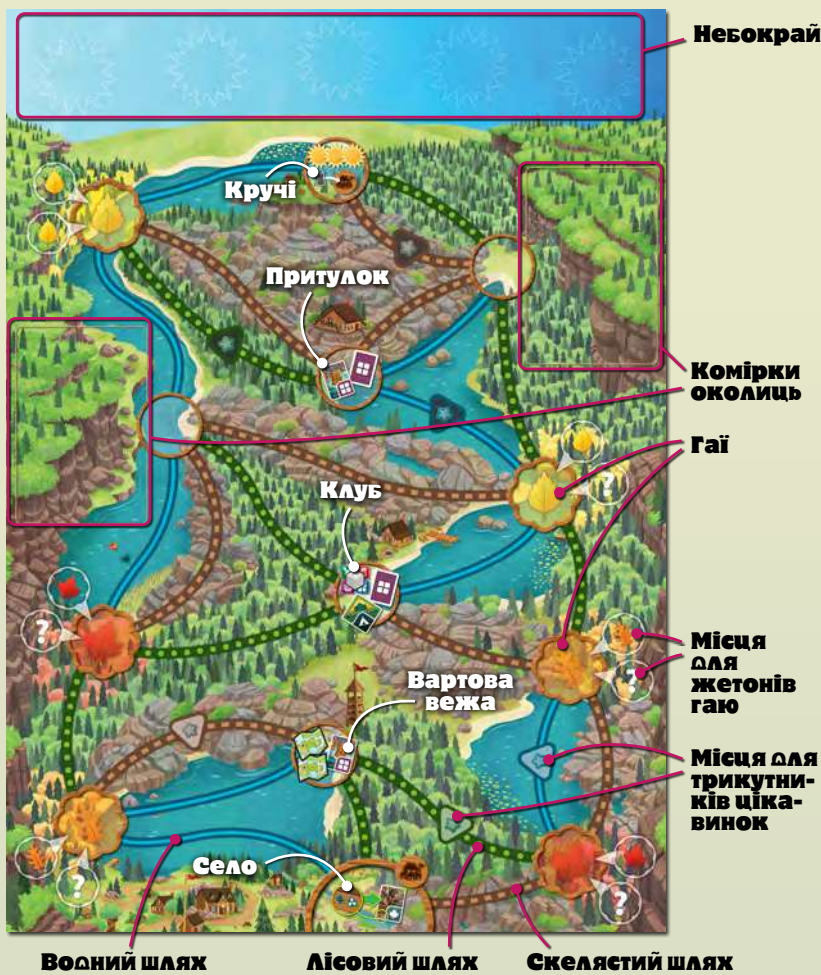 Небокрай
Кручі
Притулок
Комірки
околиць
Гаї
Клуб
?
?
Місця
для
жетонів
гаю
?
Вартова
вежа
Місця для
трикутни-
ків ціка-
винок
Село
?
?
Водний шлях
Лісовий шлях
Скелястий шлях